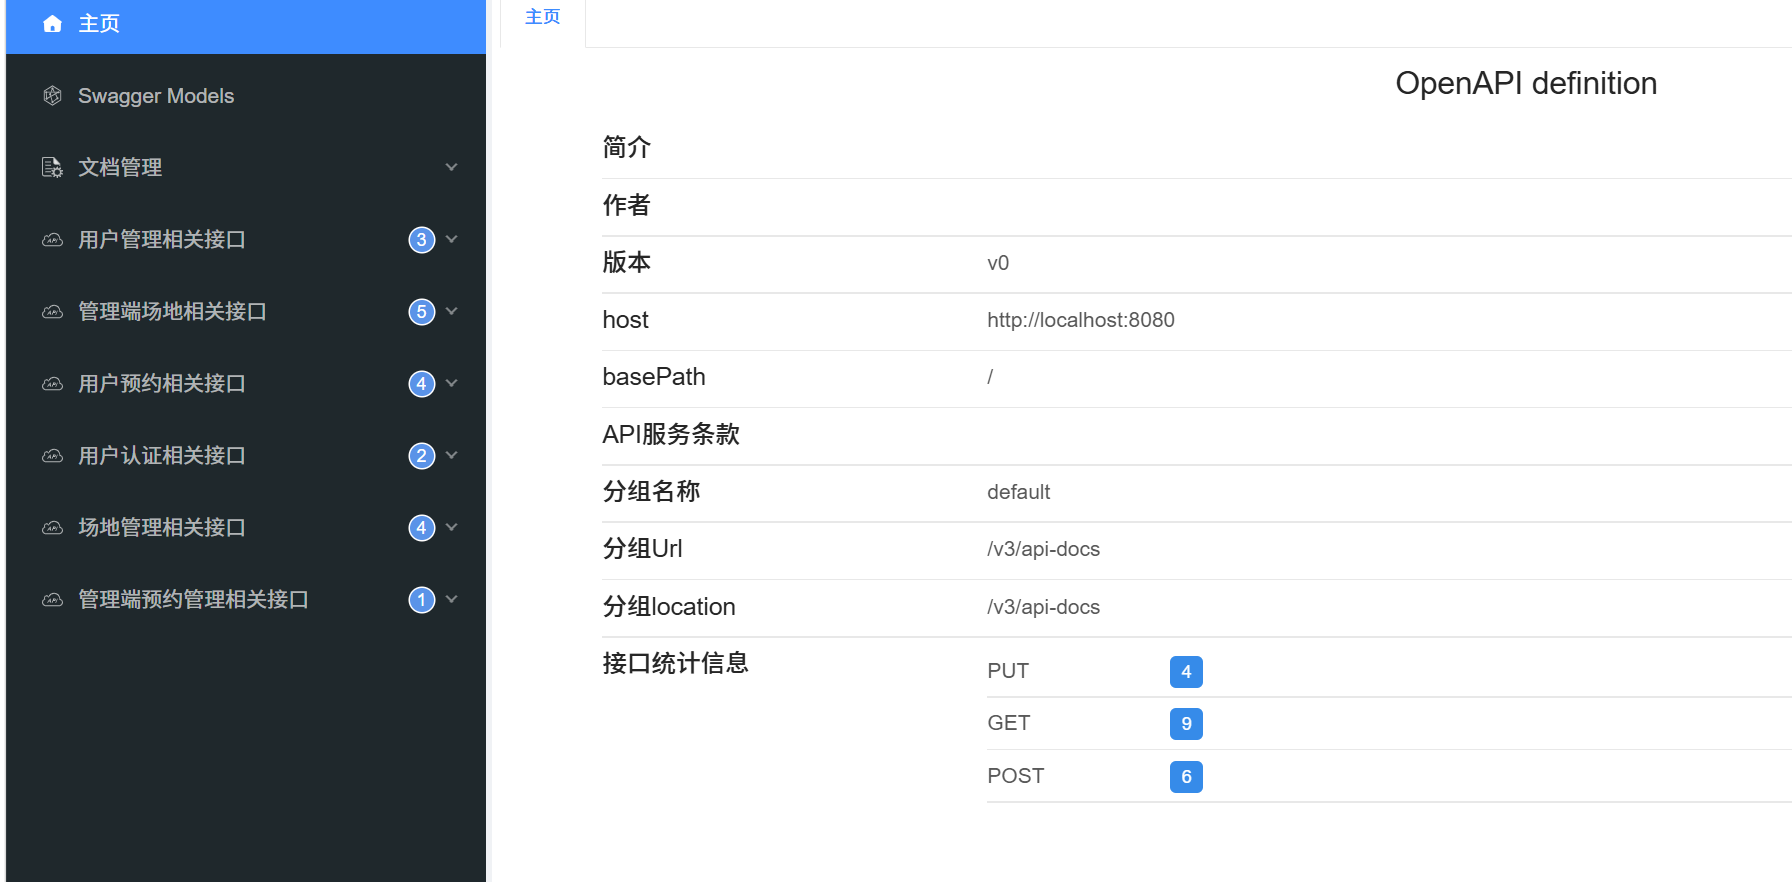 主页
Swagger Models
文档管理
用户管理相关接口 3
管理端场地相关接口 5
用户预约相关接口 4
用户认证相关接口 2
场地管理相关接口 4
管理端预约管理相关接口 1
主页
OpenAPI definition
简介
作者
版本 v0
host http://localhost:8080
basePath /
API服务条款
分组名称 default
分组Url /v3/api-docs
分组location /v3/api-docs
接口统计信息
PUT 4
GET 9
POST 6